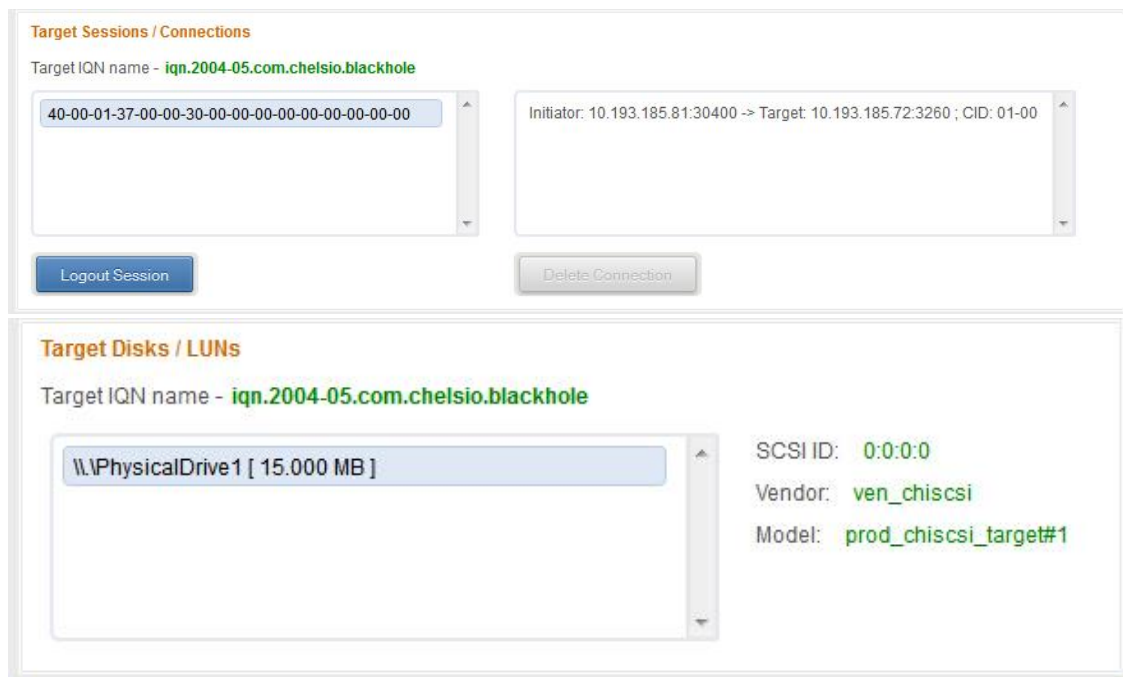 Target Sessions / Connections
Target IQN name - iqn.2004-05.com.chelsio.blackhole
40-00-01-37-00-00-30-00-00-00-00-00-00-00-00-00
Initiator: 10.193.185.81:30400 -> Target: 10.193.185.72:3260 ; CID: 01-00
Logout Session
Delete Connection
Target Disks / LUNs
Target IQN name - iqn.2004-05.com.chelsio.blackhole
\\.\PhysicalDrive1 [ 15.000 MB ]
SCSI ID: 0:0:0:0
Vendor: ven_chiscsi
Model: prod_chiscsi_target#1